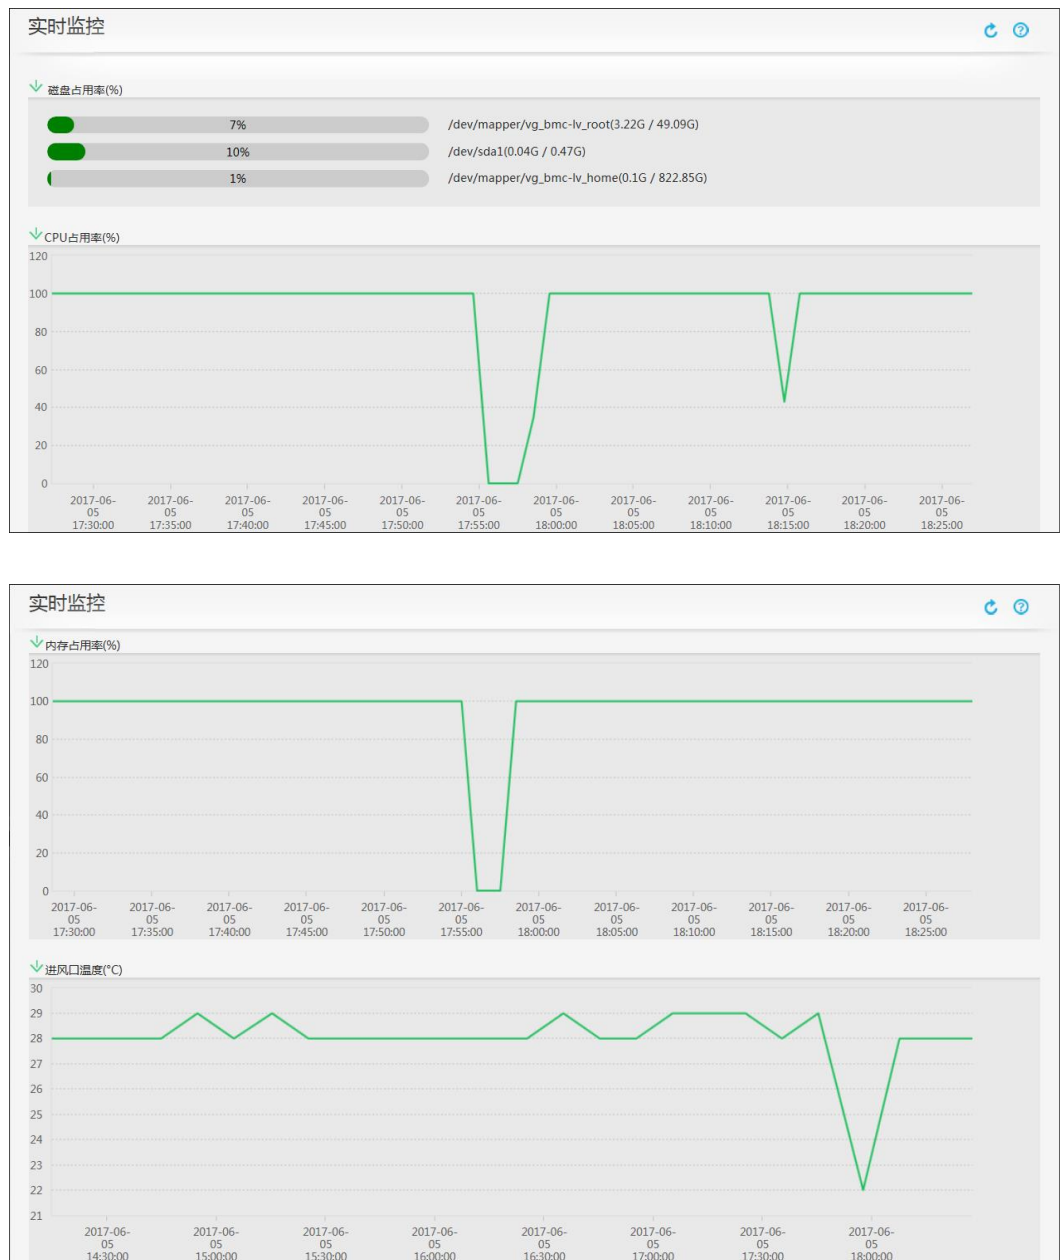 实时监控
磁盘占用率(%)
7% /dev/mapper/vg_bmc-lv_root(3.22G / 49.09G)
10% /dev/sda1(0.04G / 0.47G)
1% /dev/mapper/vg_bmc-lv_home(0.1G / 822.85G)
CPU占用率(%)
120
100
80
60
40
20
0
2017-06- 2017-06- 2017-06- 2017-06- 2017-06- 2017-06- 2017-06- 2017-06- 2017-06- 2017-06- 2017-06- 2017-06-
05 05 05 05 05 05 05 05 05 05 05 05
17:30:00 17:35:00 17:40:00 17:45:00 17:50:00 17:55:00 18:00:00 18:05:00 18:10:00 18:15:00 18:20:00 18:25:00
实时监控
内存占用率(%)
120
100
80
60
40
20
0
2017-06- 2017-06- 2017-06- 2017-06- 2017-06- 2017-06- 2017-06- 2017-06- 2017-06- 2017-06- 2017-06- 2017-06-
05 05 05 05 05 05 05 05 05 05 05 05
17:30:00 17:35:00 17:40:00 17:45:00 17:50:00 17:55:00 18:00:00 18:05:00 18:10:00 18:15:00 18:20:00 18:25:00
进风口温度(°C)
30
29
28
27
26
25
24
23
22
21
2017-06- 2017-06- 2017-06- 2017-06- 2017-06- 2017-06- 2017-06- 2017-06-
05 05 05 05 05 05 05 05
14:30:00 15:00:00 15:30:00 16:00:00 16:30:00 17:00:00 17:30:00 18:00:00